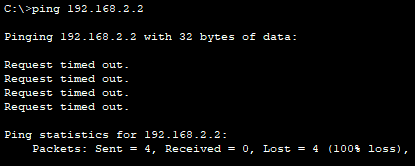 C:\>ping 192.168.2.2
Pinging 192.168.2.2 with 32 bytes of data:
Request timed out.
Request timed out.
Request timed out.
Request timed out.
Ping statistics for 192.168.2.2:
Packets: Sent = 4, Received = 0, Lost = 4 (100% loss),